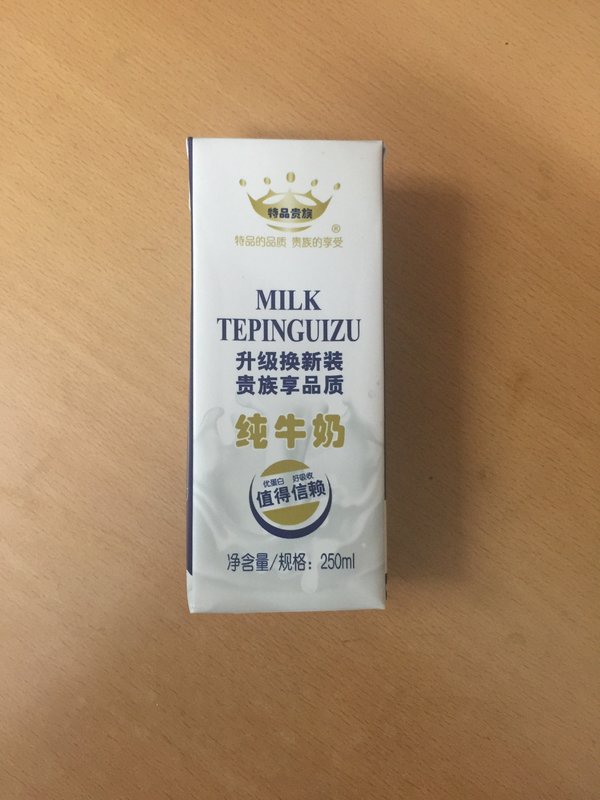 特品贵族
®
特品的品质 贵族的享受
MILK
TEPINGUIZU
升级换新装
贵族享品质
纯牛奶
优蛋白 好吸收
值得信赖
净含量/规格：250ml